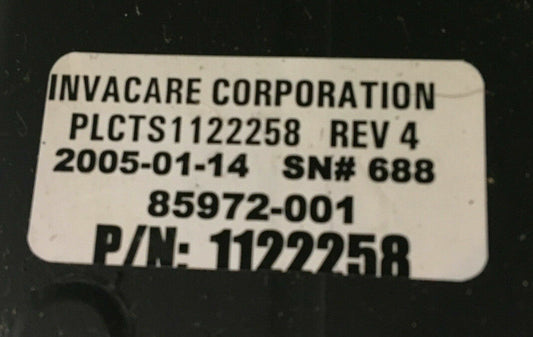 INVACARE CORPORATION
PLCTS1122258 REV 4
2005-01-14 SN# 688
85972-001
P/N: 1122258